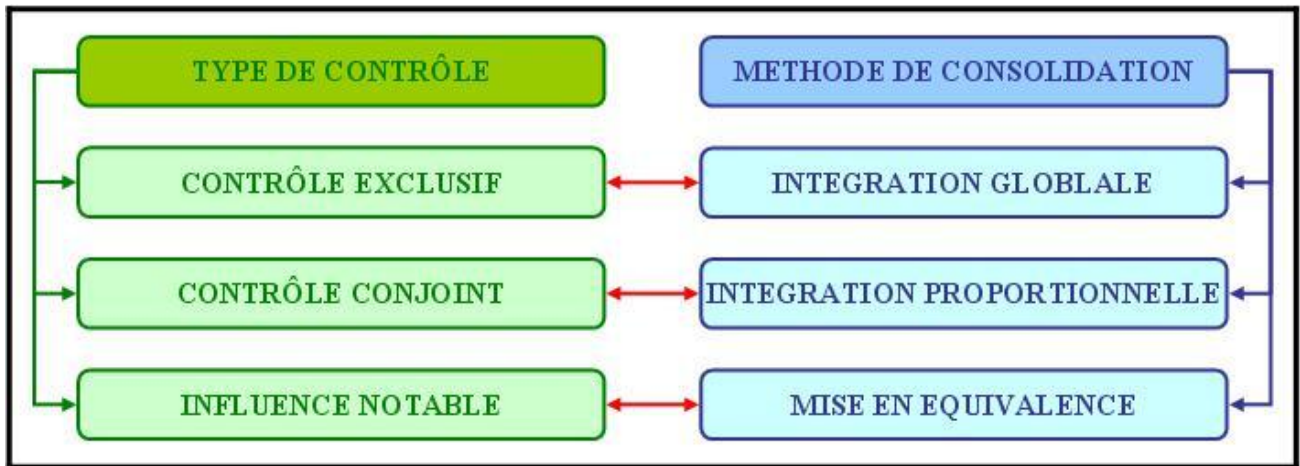 TYPE DE CONTRÔLE
METHODE DE CONSOLIDATION
CONTRÔLE EXCLUSIF
INTEGRATION GLOBLALE
CONTRÔLE CONJOINT
INTEGRATION PROPORTIONNELLE
INFLUENCE NOTABLE
MISE EN EQUIVALENCE